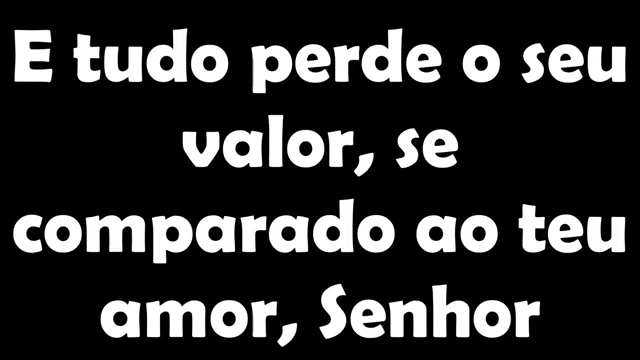 E tudo perde o seu
valor, se
comparado ao teu
amor, Senhor